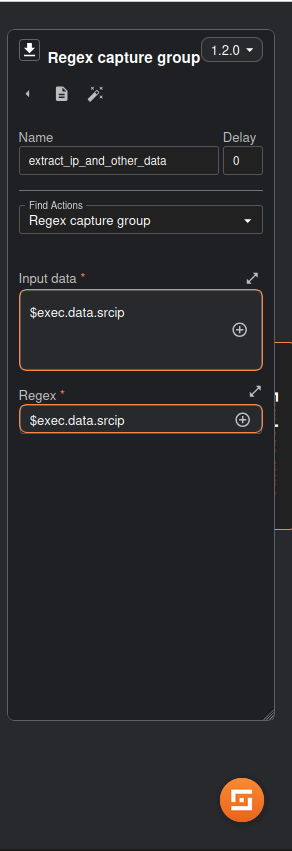 Regex capture group
1.2.0
Name
Delay
extract_ip_and_other_data
0
Find Actions
Regex capture group
Input data *
$exec.data.srcip
Regex *
$exec.data.srcip